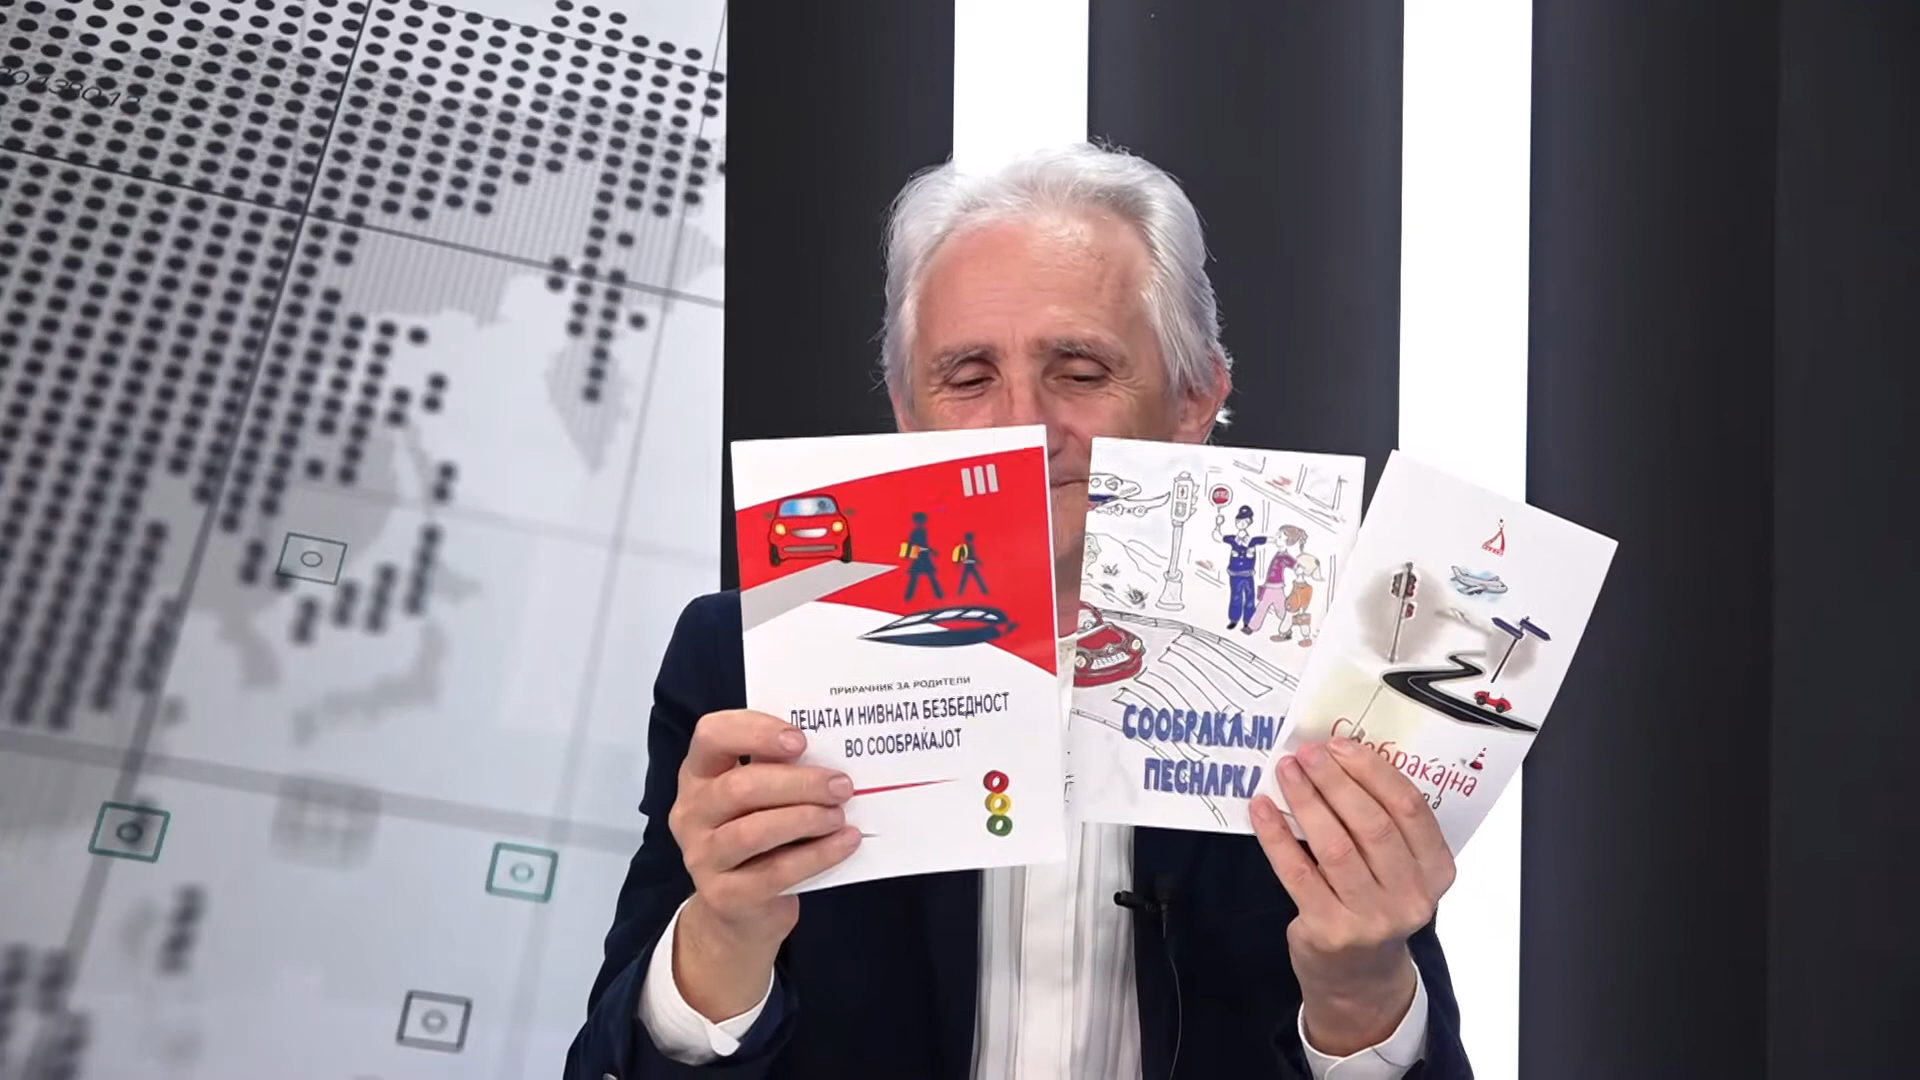 ПРИРАЧНИК ЗА РОДИТЕЛИ
ДЕЦАТА И НИВНАТА БЕЗБЕДНОСТ
ВО СООБРАЌАЈОТ
СООБРАЌАЈНА
ПЕСНАРКА
Сообраќајна